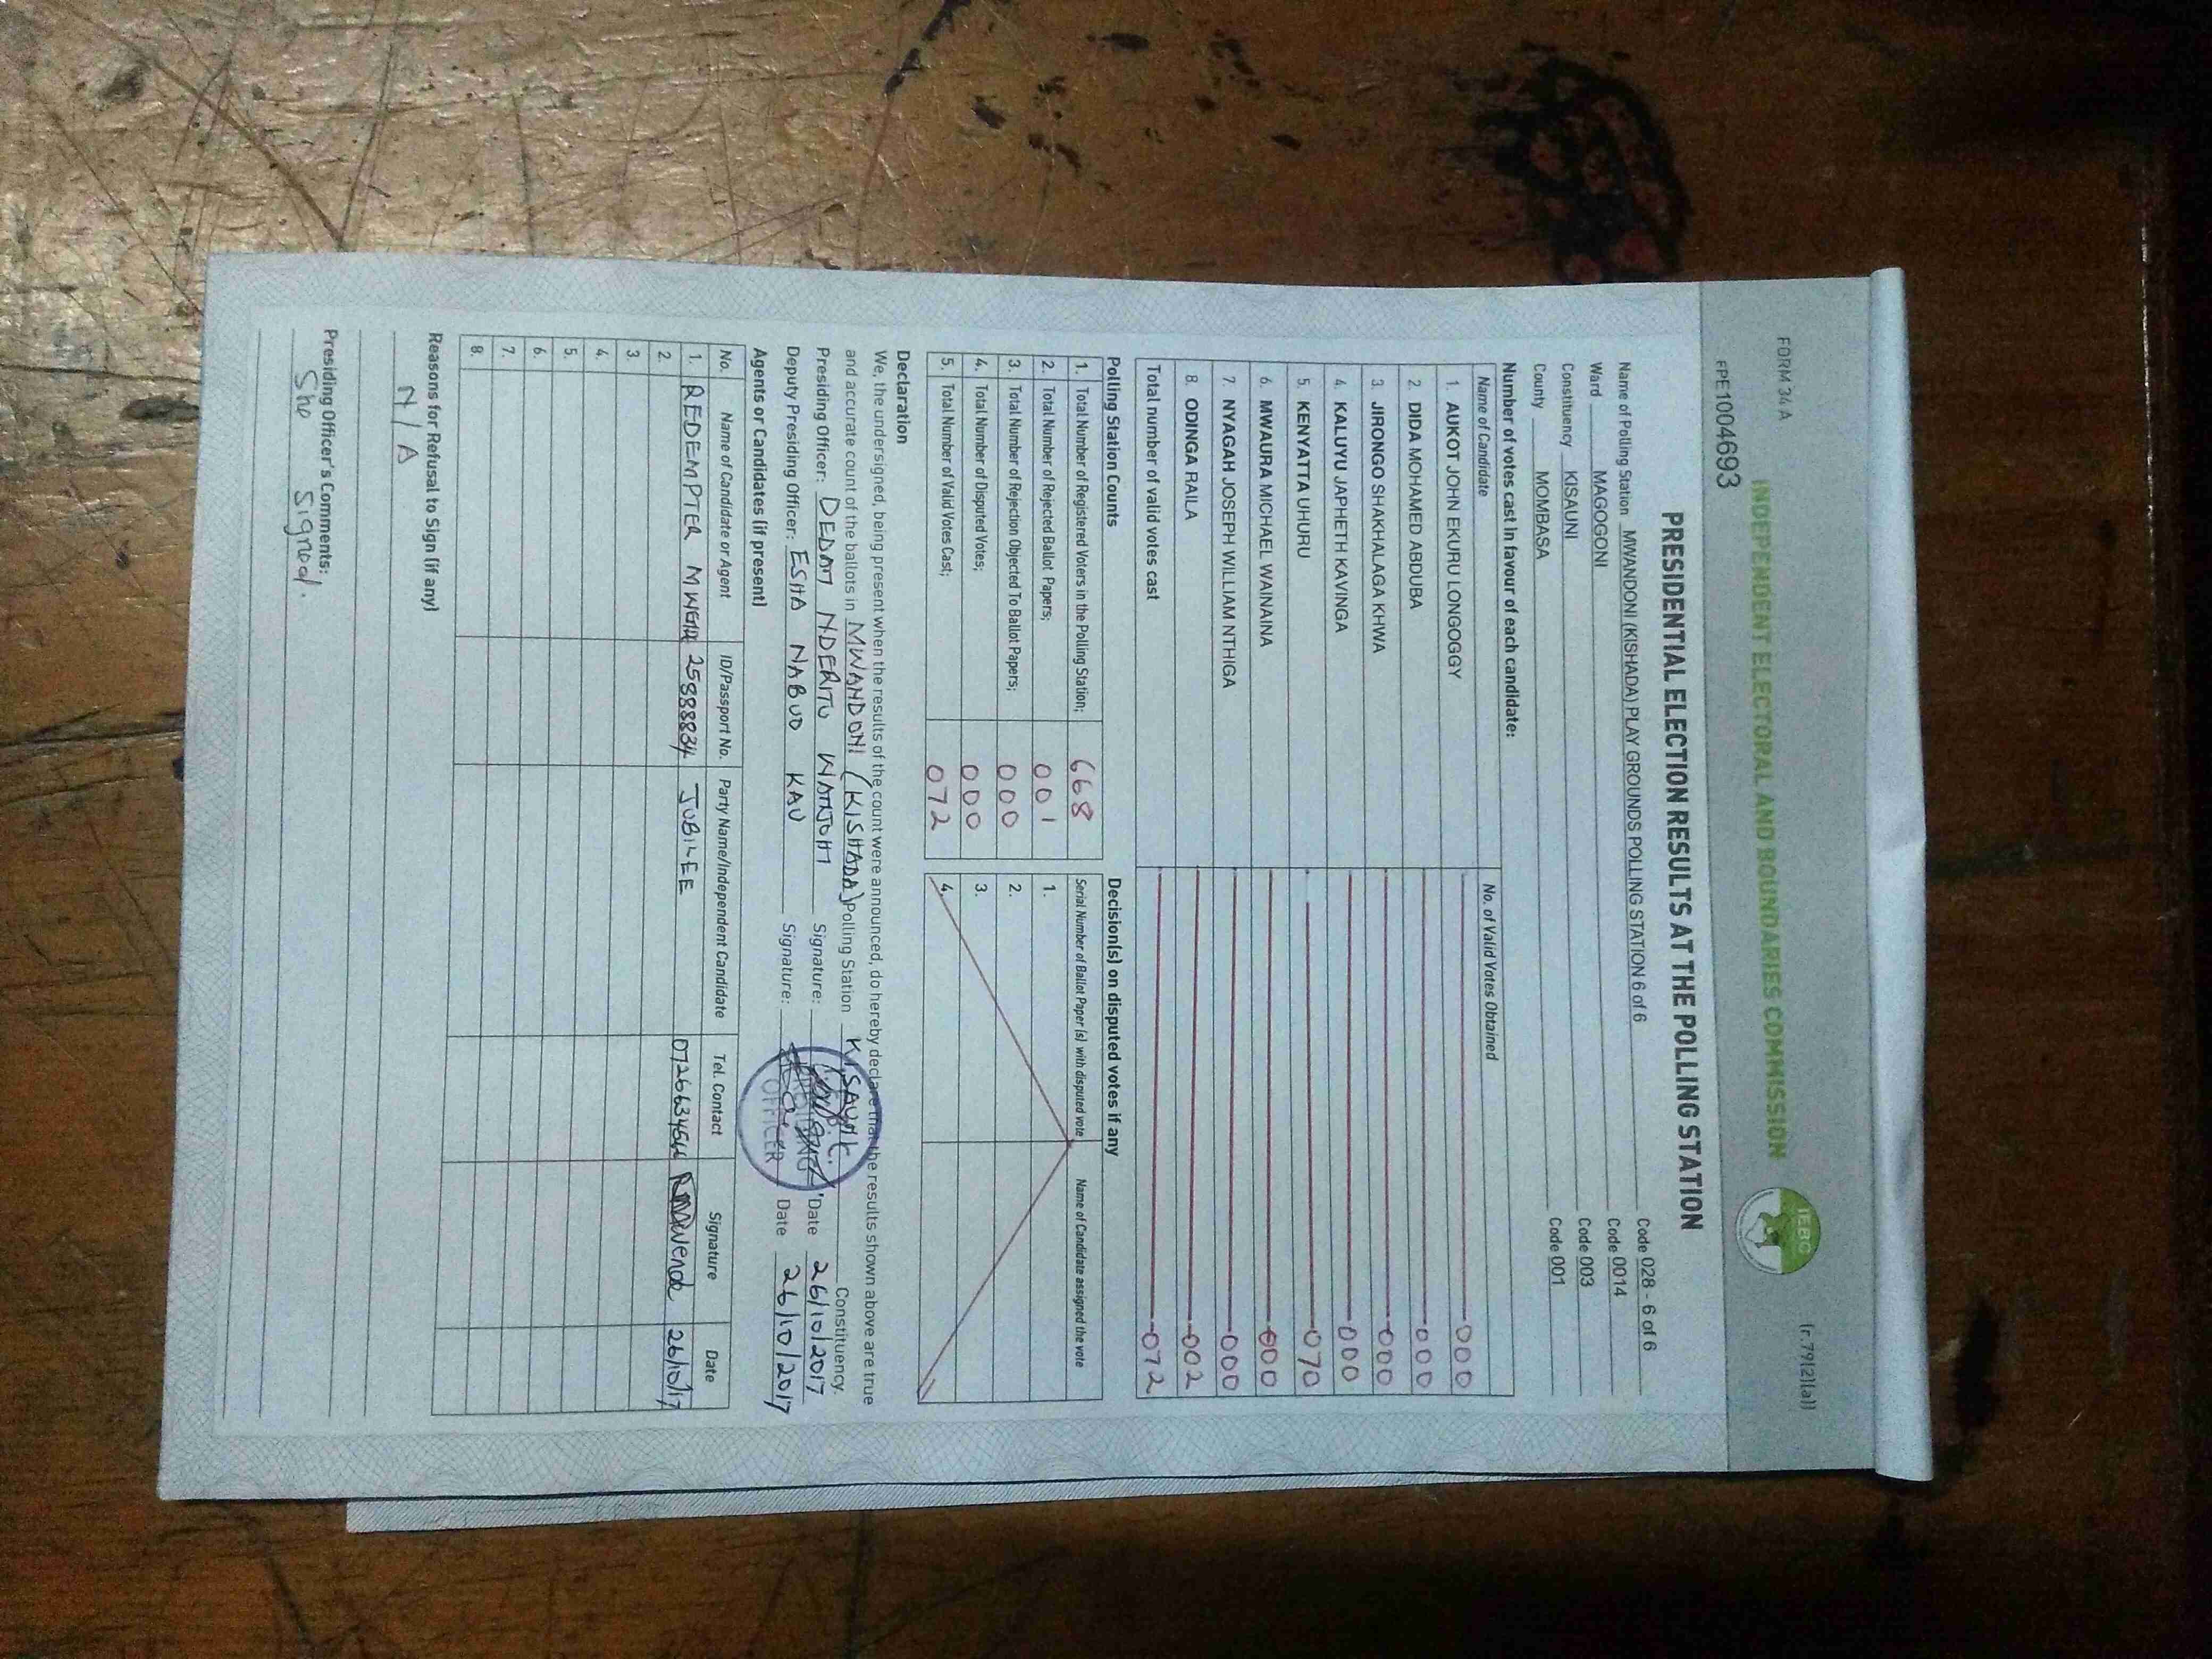 FORM 34 A
(r.79(2)(a))
INDEPENDENT ELECTORAL AND BOUNDARIES COMMISSION
IEBC
PRE1004693
PRESIDENTIAL ELECTION RESULTS AT THE POLLING STATION
Name of Polling Station MWANDONI (KISHADA) PLAY GROUNDS POLLING STATION 6 of 6 Code 028 - 6 of 6
Ward MAGOGONI Code 0014
Constituency KISAUNI Code 003
County MOMBASA Code 001
Number of votes cast in favour of each candidate:
Name of Candidate No. of Valid Votes Obtained
1. AUKOT JOHN EKURU LONGOGGY 000
2. DIDA MOHAMED ABDUBA 000
3. JIRONGO SHAKHALAGA KHWA 000
4. KALUYU JAPHETH KAVINGA 000
5. KENYATTA UHURU 070
6. MWAURA MICHAEL WAINAINA 000
7. NYAGAH JOSEPH WILLIAM NTHIGA 000
8. ODINGA RAILA 002
Total number of valid votes cast 072
Polling Station Counts
1. Total Number of Registered Voters in the Polling Station; 668
2. Total Number of Rejected Ballot Papers; 001
3. Total Number of Rejection Objected To Ballot Papers; 000
4. Total Number of Disputed Votes; 000
5. Total Number of Valid Votes Cast; 072
Decision(s) on disputed votes if any
Serial Number of Ballot Paper (s) with disputed vote Name of Candidate assigned the vote
1.
2.
3.
4.
Declaration
We, the undersigned, being present when the results of the count were announced, do hereby declare that the results shown above are true
and accurate count of the ballots in MWANDONI (KISHADA) Polling Station KISAUNI Constituency.
Presiding Officer: DEDAN NDERITU WATHOHI Signature: Date 26/10/2017
Deputy Presiding Officer: ESHA NABUO KAU Signature: Date 26/10/2017
OFFICER
Agents or Candidates (if present)
No. Name of Candidate or Agent ID/Passport No. Party Name/Independent Candidate Tel. Contact Signature Date
1. REDEMPTER 25888834 JUBILEE 26/10/17
2.
3
4.
5.
6.
7.
8.
Reasons for Refusal to Sign (if any)
N/A
Presiding Officer's Comments:
She signed.